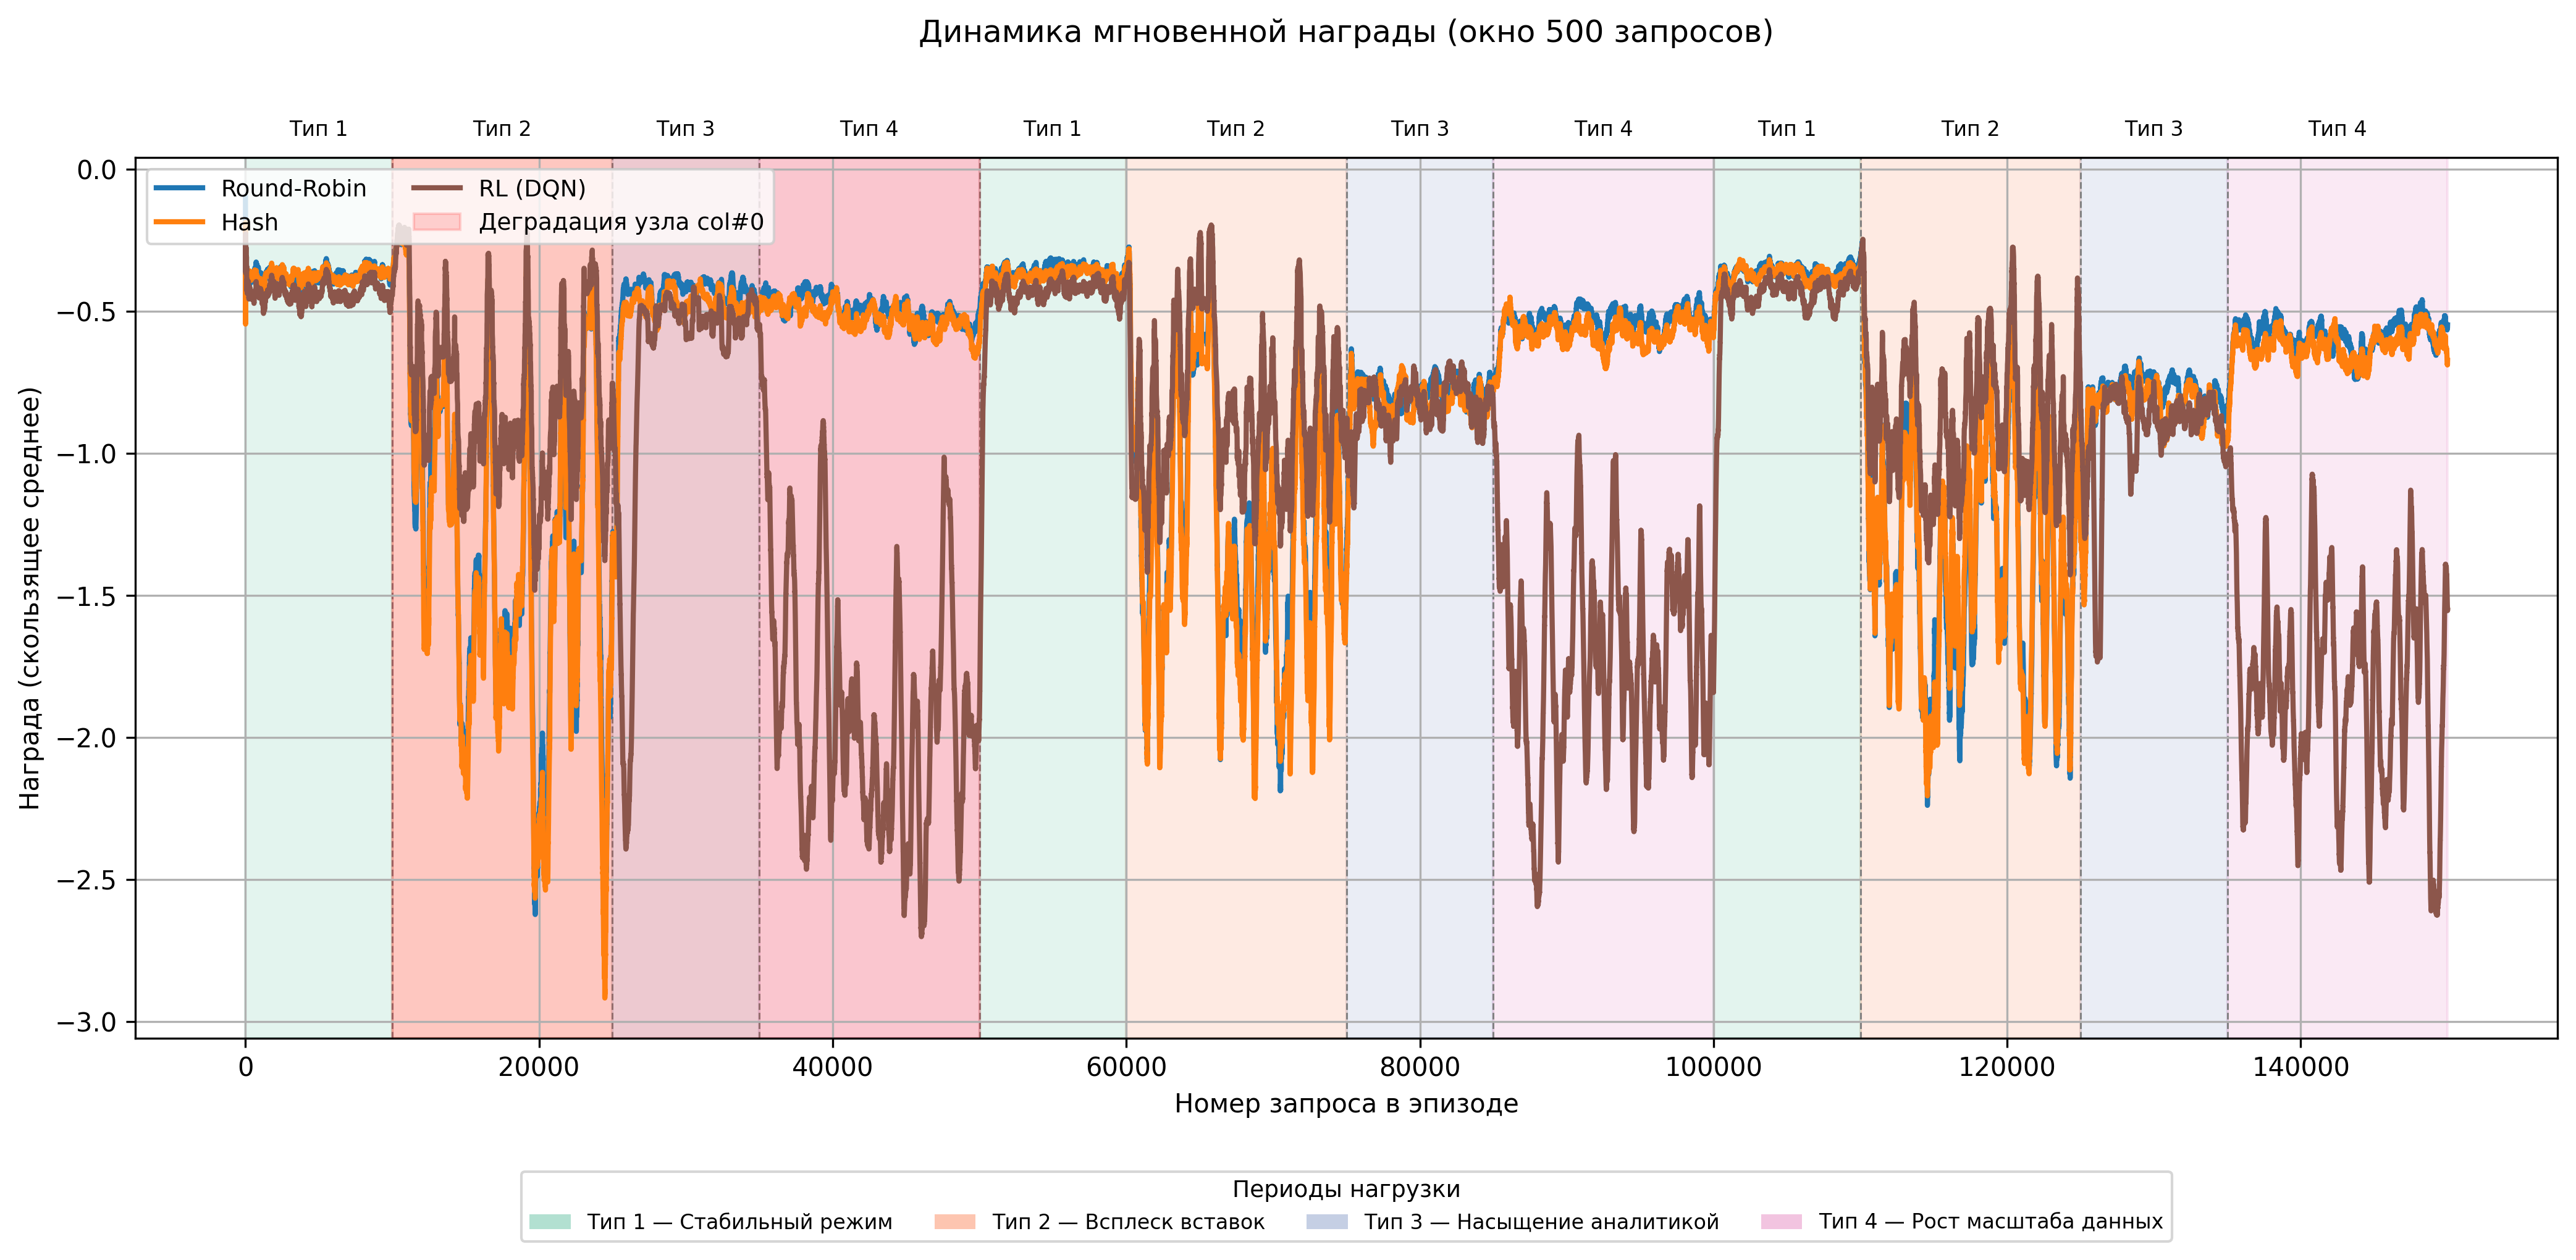 Динамика мгновенной награды (окно 500 запросов)
Тип 1 Тип 2 Тип 3 Тип 4 Тип 1 Тип 2 Тип 3 Тип 4 Тип 1 Тип 2 Тип 3 Тип 4
Round-Robin
Hash
RL (DQN)
Деградация узла col#0
Награда (скользящее среднее)
0.0
−0.5
−1.0
−1.5
−2.0
−2.5
−3.0
0 20000 40000 60000 80000 100000 120000 140000
Номер запроса в эпизоде
Периоды нагрузки
Тип 1 — Стабильный режим Тип 2 — Всплеск вставок Тип 3 — Насыщение аналитикой Тип 4 — Рост масштаба данных